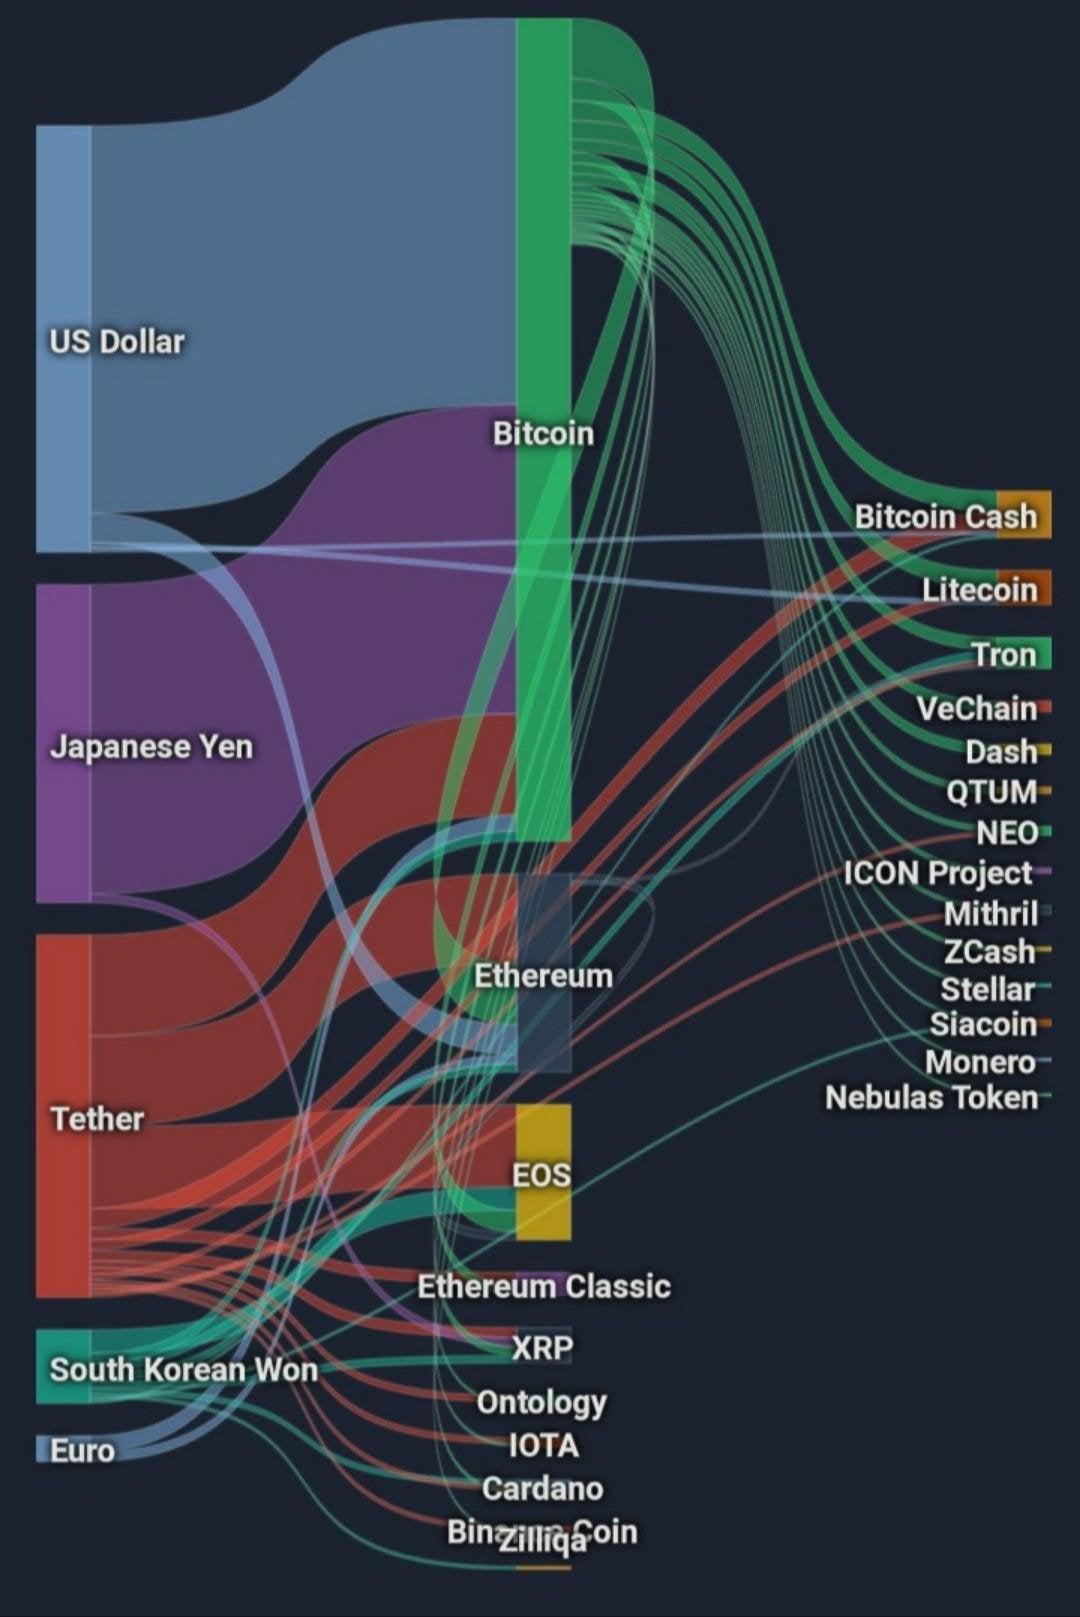 US Dollar
Bitcoin
Bitcoin Cash
Litecoin
Tron
VeChain
Japanese Yen
Dash
QTUM
NEO
ICON Project
Mithril
ZCash
Ethereum
Stellar
Siacoin
Monero
Nebulas Token
Tether
EOS
Ethereum Classic
XRP
South Korean Won
Ontology
IOTA
Euro
Cardano
Binance Coin
Zilliqa